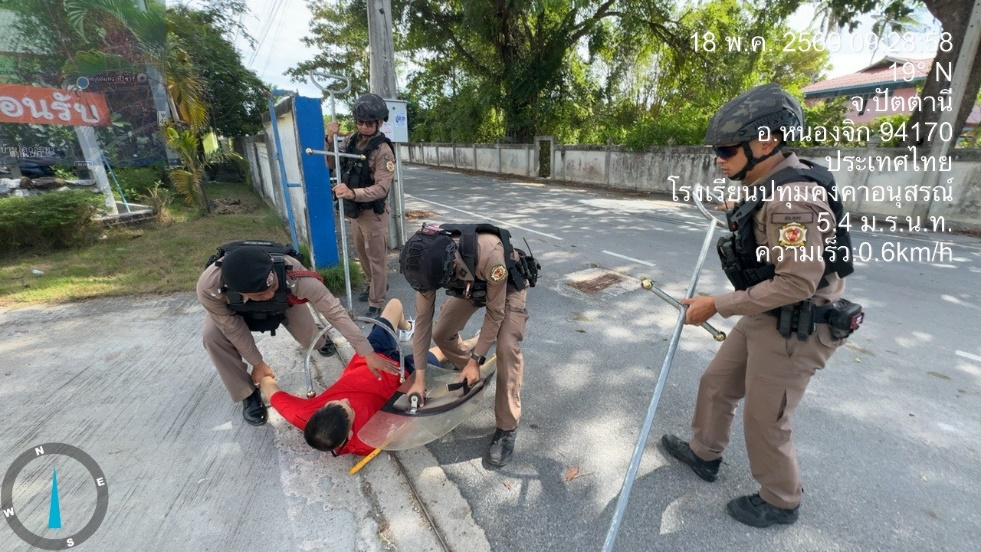 18 พ.ค. 2569 09:28:58
19° N
จ.ปัตตานี
อ.หนองจิก 94170
ประเทศไทย
โรงเรียนปทุมคงคาอนุสรณ์
54 ม.ร.น.ท.
ความเร็ว:0.6km/h
อนรับ
N
E
W
S